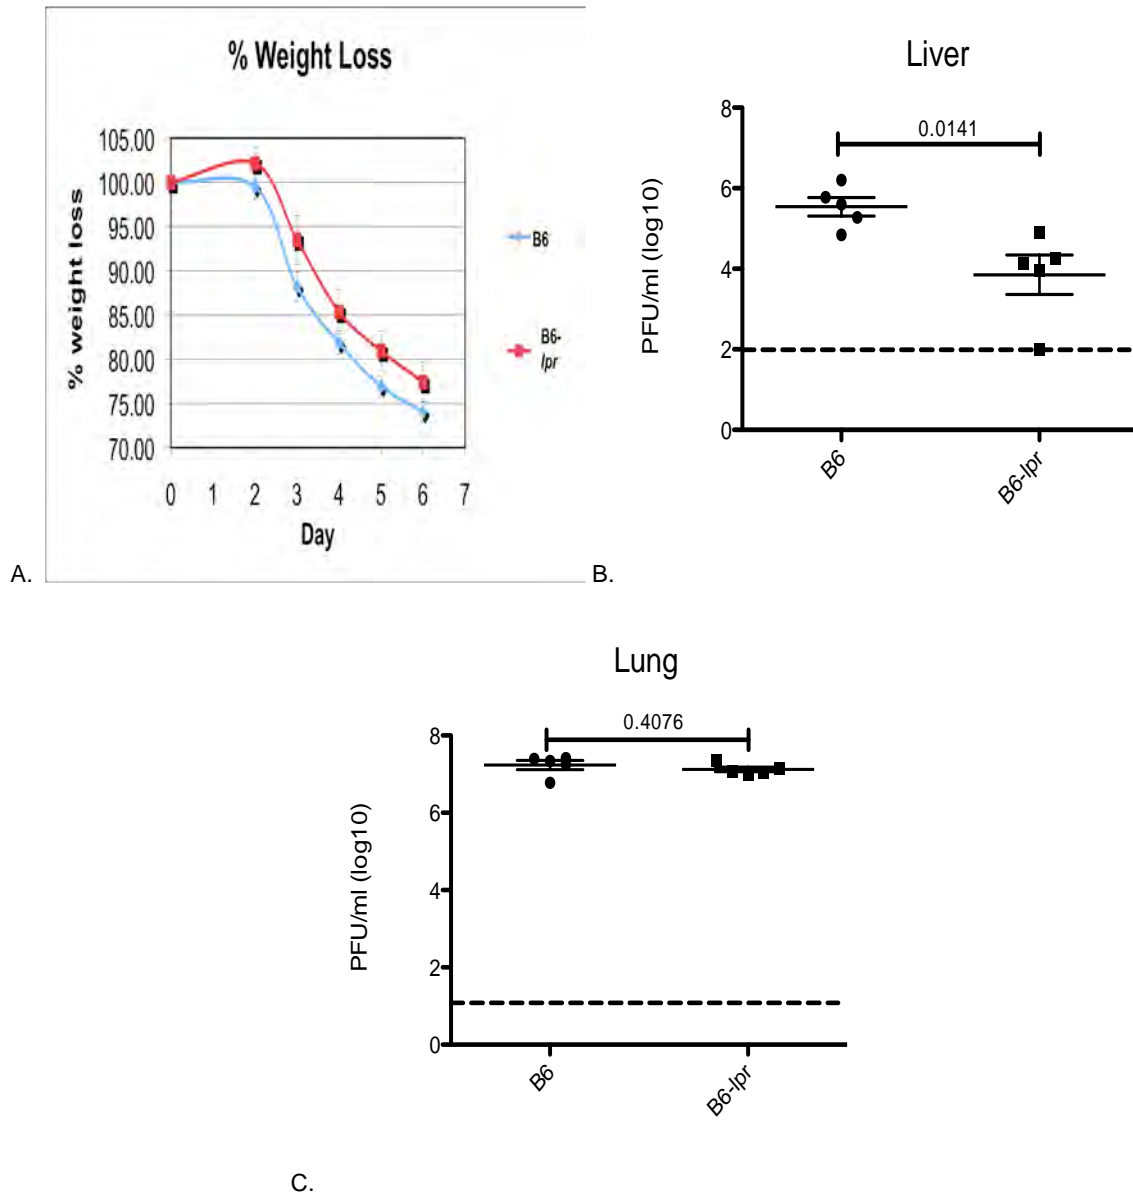 % Weight Loss
% weight loss
105.00
100.00
95.00
90.00
85.00
80.00
75.00
70.00
0 1 2 3 4 5 6 7
Day
B6
B6-
lpr
A.
Liver
PFU/ml (log10)
8
6
4
2
0
0.0141
B6
B6-lpr
B.
Lung
PFU/ml (log10)
8
6
4
2
0
0.4076
B6
B6-lpr
C.